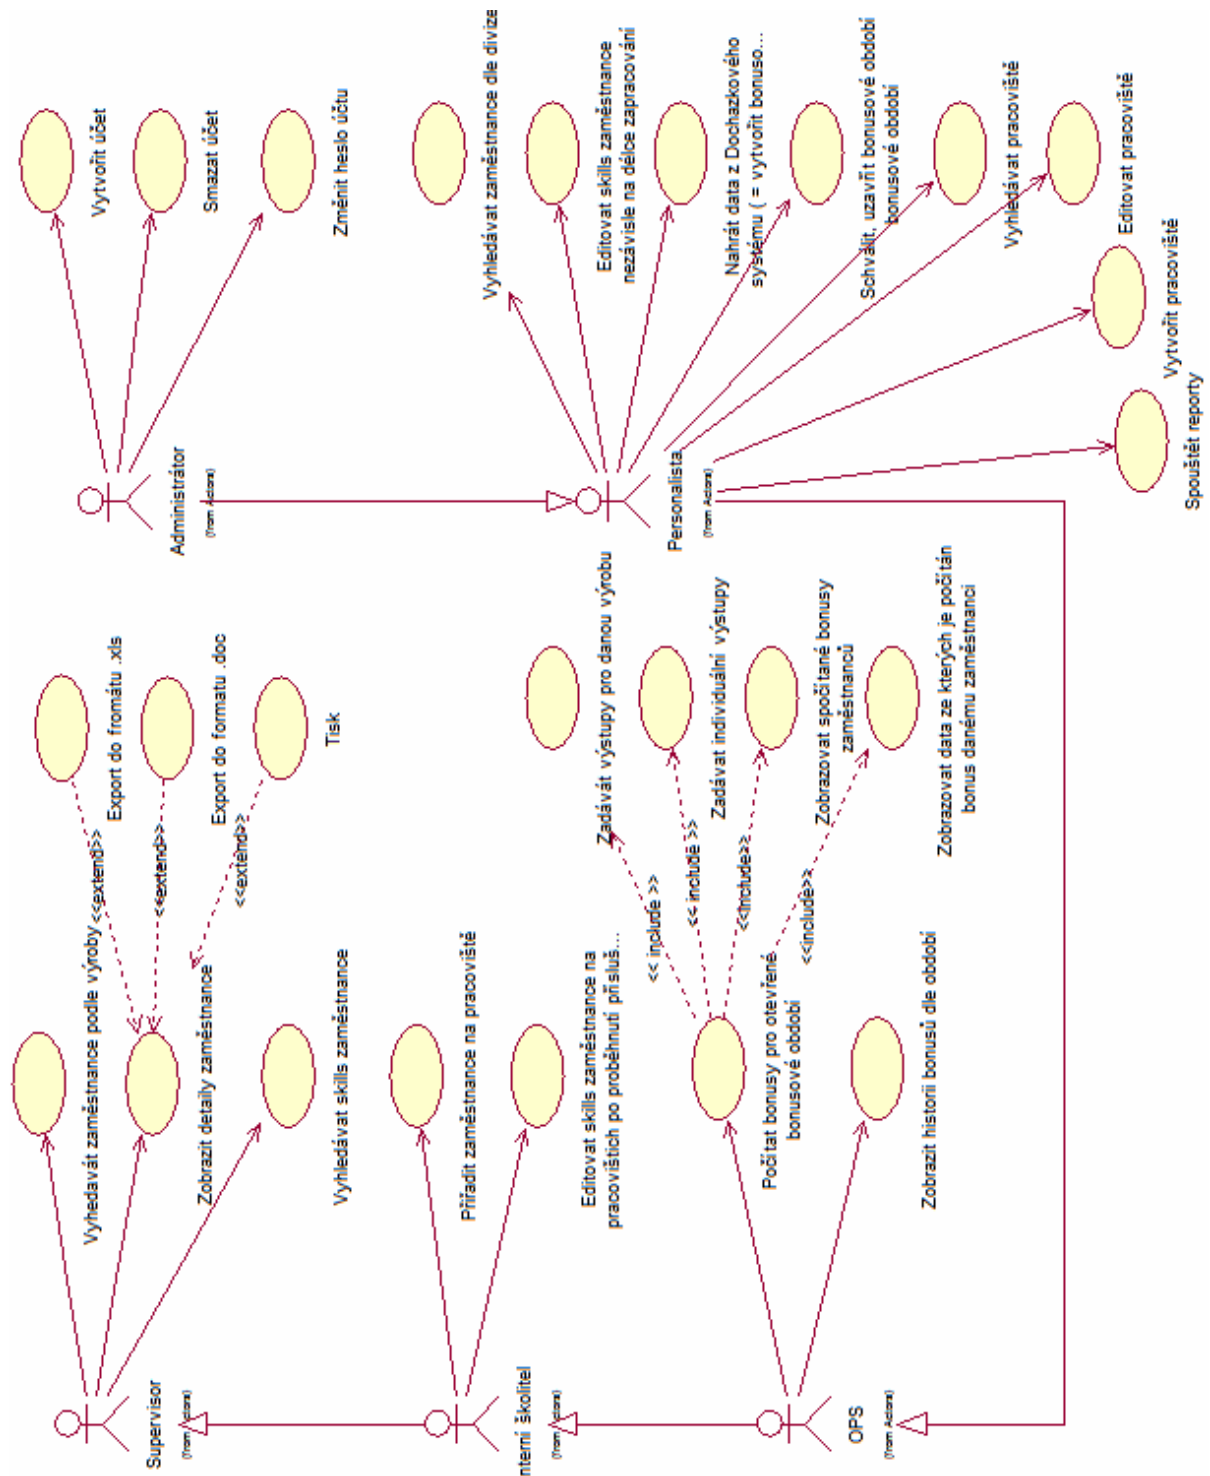 Vyhedavát zaměstnance podle výroby
Zobrazit detaily zaměstnance
Vyhledávat skills zaměstnance
Supervisor
(from Actors)
Export do fromátu .xls
Export do formatu .doc
Tisk
<<extend>>
<<extend>>
<<extend>>
Administrátor
(from Actors)
Vytvořit účet
Smazat účet
Změnit heslo účtu
nterní školitel
(from Actors)
Přiřadit zaměstnance na pracoviště
Editovat skills zaměstnance na
pracovištich po proběhnutí přísluš...
OPS
(from Actors)
Počítat bonusy pro otevřené
bonusové období
Zobrazit historii bonusů dle období
<< include >>
<< include >>
<<include>>
<<include>>
Zadávát výstupy pro danou výrobu
Zadávat individuální výstupy
Zobrazovat spočítané bonusy
zaměstnanců
Zobrazovat data ze kterých je počítán
bonus danému zaměstnanci
Personalista
(from Actors)
Vyhledávat zaměstnance dle divize
Editovat skills zaměstnance
nezávisle na délce zapracování
Nahrát data z Dochazkového
systému ( = vytvořit bonuso...
Schválit, uzavřít bonusové období
bonusové období
Vyhledávat pracoviště
Editovat pracoviště
Vytvořit pracoviště
Spouštět reporty